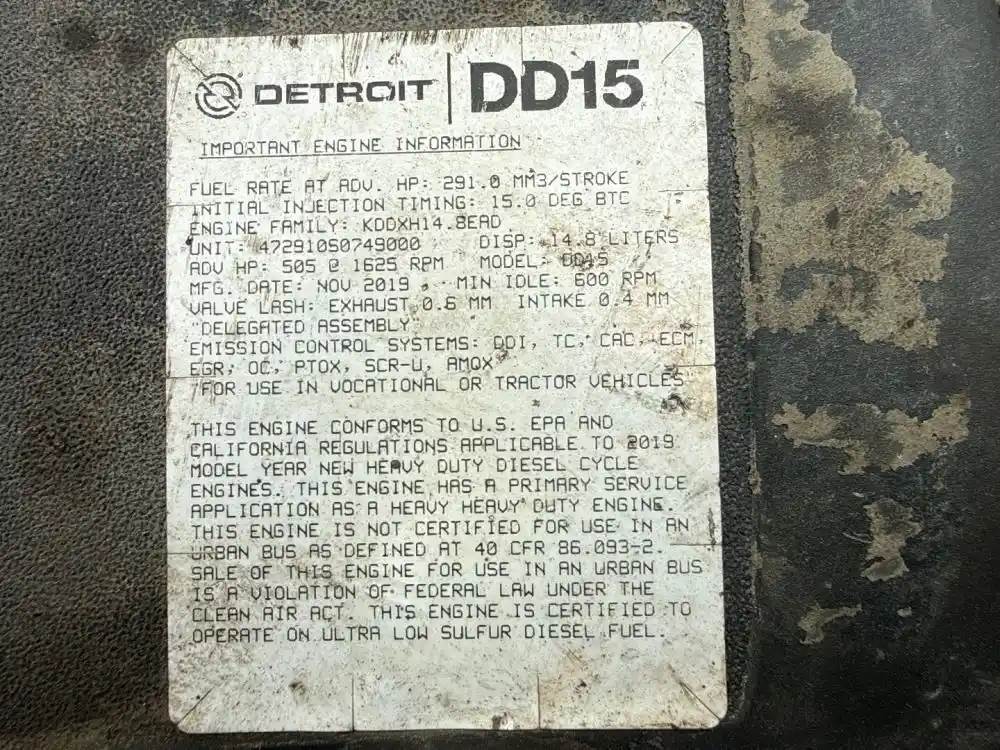 DETROIT DD15
IMPORTANT ENGINE INFORMATION
FUEL RATE AT ADV. HP: 291.0 MM3/STROKE
INITIAL INJECTION TIMING: 15.0 DEG BTC
ENGINE FAMILY: KDDXH14.8EAD
UNIT: 472910S0749000 DISP: 14.8 LITERS
ADV HP: 505 @ 1625 RPM MODEL: DD15
MFG. DATE: NOV 2019 MIN IDLE: 600 RPM
VALVE LASH: EXHAUST 0.6 MM INTAKE 0.4 MM
"DELEGATED ASSEMBLY"
EMISSION CONTROL SYSTEMS: DDI, TC, CAC, ECM,
EGR, OC, PTOX, SCR-U, AMOX
FOR USE IN VOCATIONAL OR TRACTOR VEHICLES
THIS ENGINE CONFORMS TO U.S. EPA AND
CALIFORNIA REGULATIONS APPLICABLE TO 2019
MODEL YEAR NEW HEAVY DUTY DIESEL CYCLE
ENGINES. THIS ENGINE HAS A PRIMARY SERVICE
APPLICATION AS A HEAVY HEAVY DUTY ENGINE.
THIS ENGINE IS NOT CERTIFIED FOR USE IN AN
URBAN BUS AS DEFINED AT 40 CFR 86.093-2.
SALE OF THIS ENGINE FOR USE IN AN URBAN BUS
IS A VIOLATION OF FEDERAL LAW UNDER THE
CLEAN AIR ACT. THIS ENGINE IS CERTIFIED TO
OPERATE ON ULTRA LOW SULFUR DIESEL FUEL.